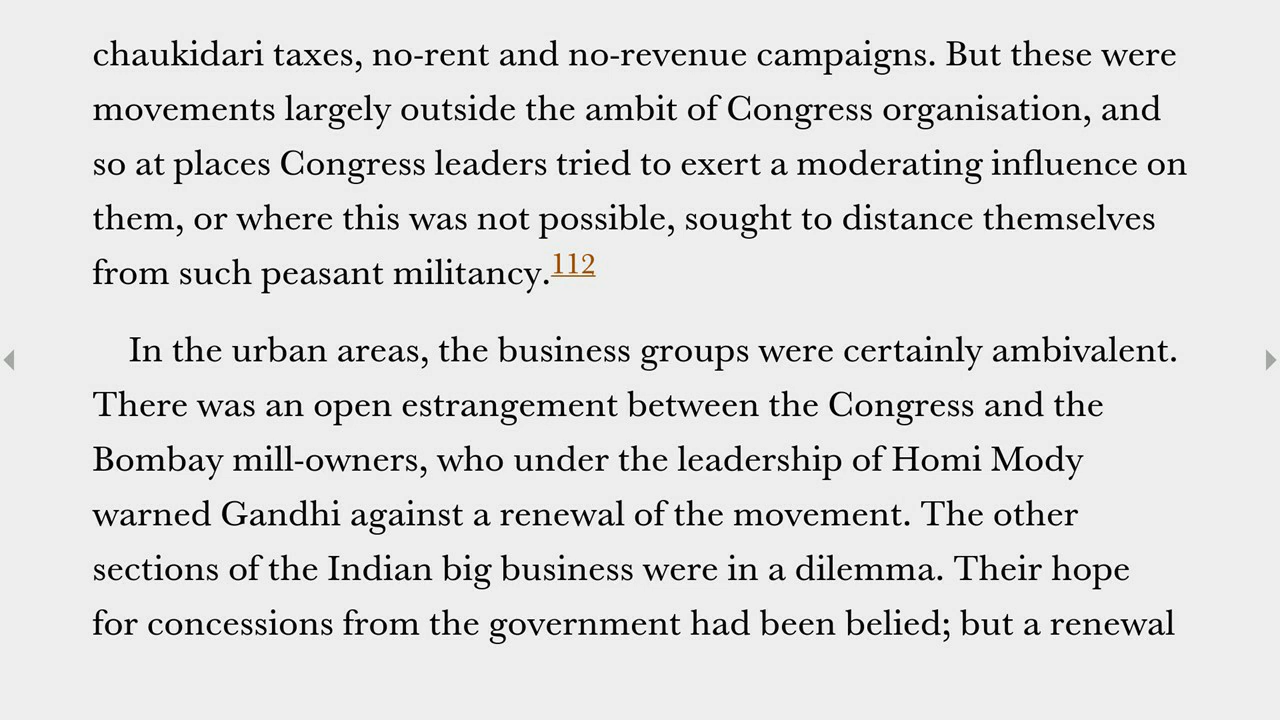 chaukidari taxes, no-rent and no-revenue campaigns. But these were
movements largely outside the ambit of Congress organisation, and
so at places Congress leaders tried to exert a moderating influence on
them, or where this was not possible, sought to distance themselves
from such peasant militancy.112
In the urban areas, the business groups were certainly ambivalent.
There was an open estrangement between the Congress and the
Bombay mill-owners, who under the leadership of Homi Mody
warned Gandhi against a renewal of the movement. The other
sections of the Indian big business were in a dilemma. Their hope
for concessions from the government had been belied; but a renewal